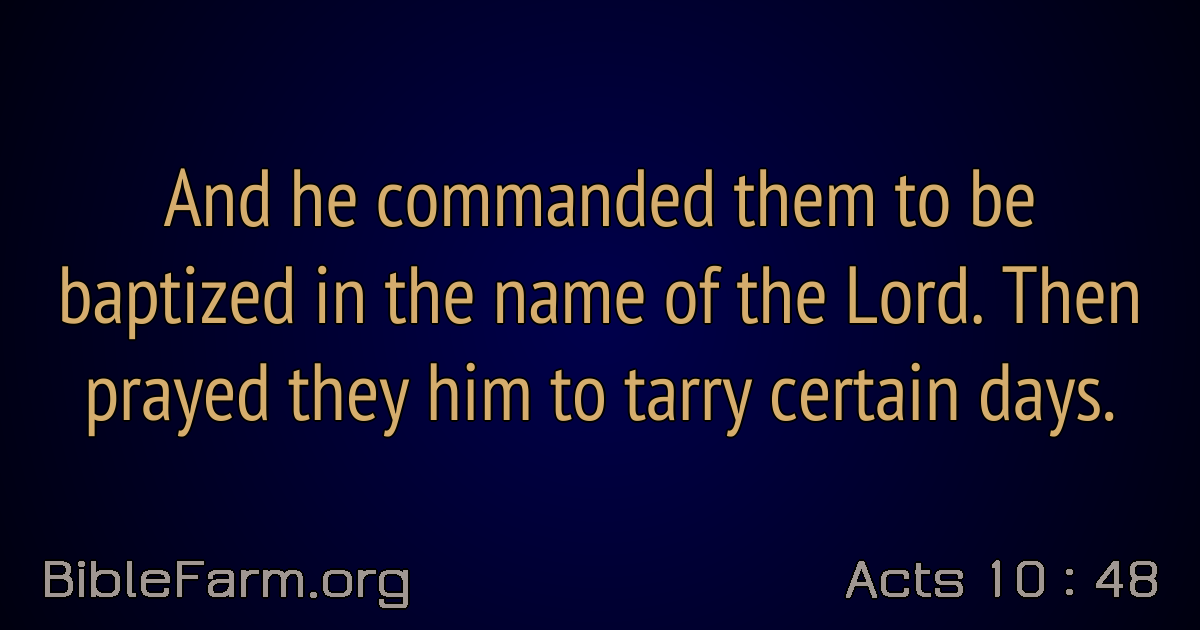 And he commanded them to be
baptized in the name of the Lord. Then
prayed they him to tarry certain days.
BibleFarm.org
Acts 10 : 48